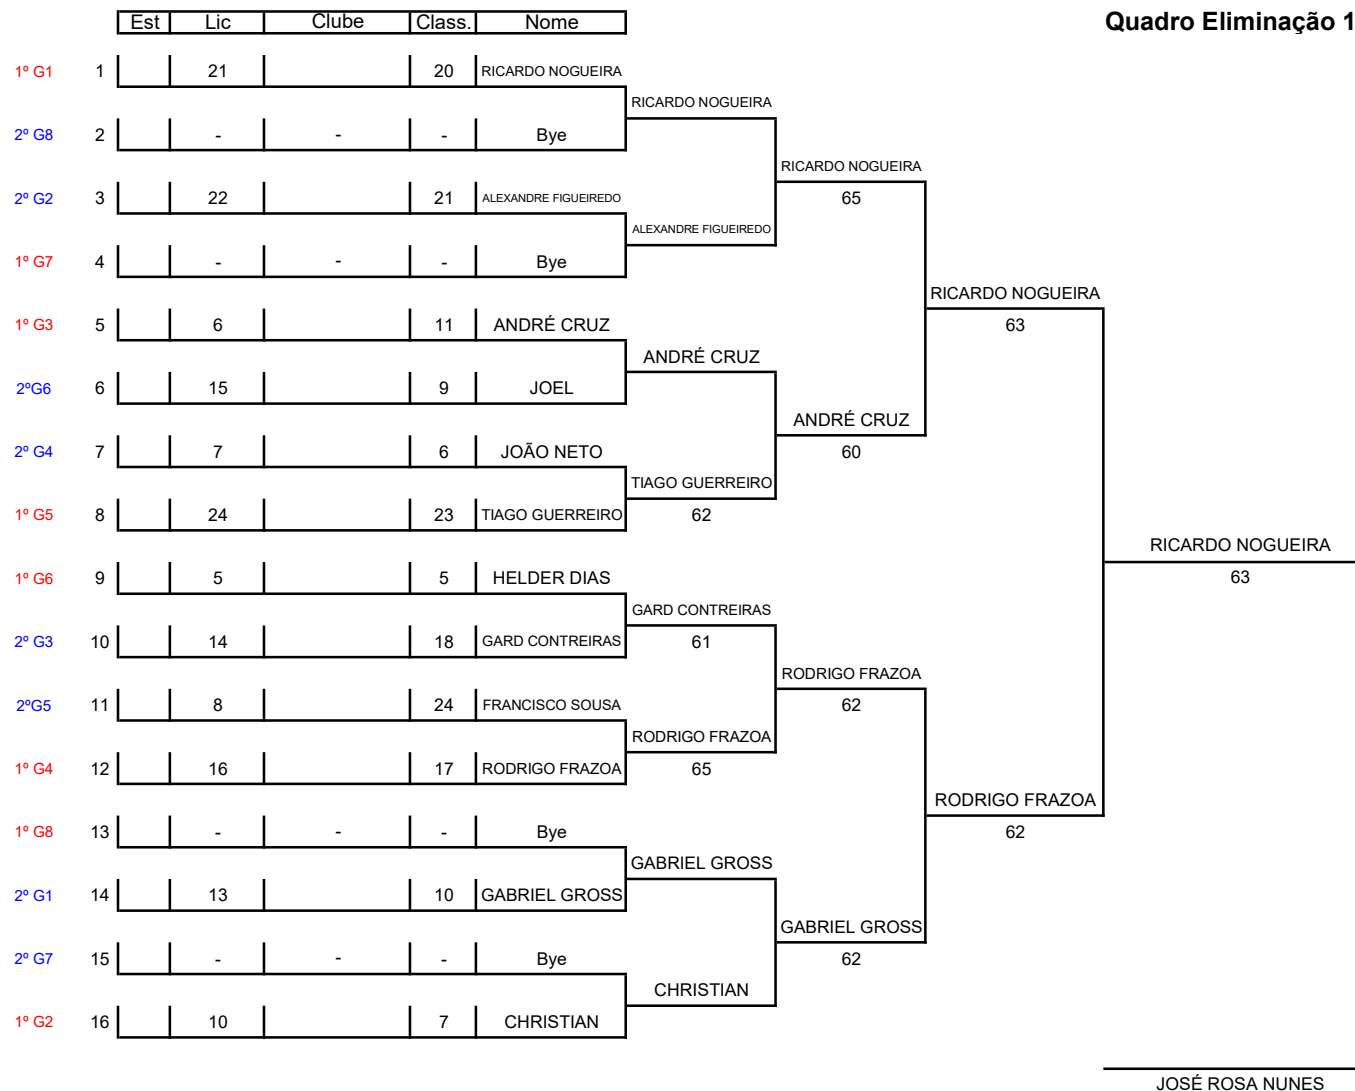 Est Lic Clube Class. Nome Quadro Eliminação 1
1º G1 1 21 20 RICARDO NOGUEIRA
RICARDO NOGUEIRA
2º G8 2 - - - Bye
RICARDO NOGUEIRA
2º G2 3 22 21 ALEXANDRE FIGUEIREDO 65
ALEXANDRE FIGUEIREDO
1º G7 4 - - - Bye
RICARDO NOGUEIRA
1º G3 5 6 11 ANDRÉ CRUZ 63
ANDRÉ CRUZ
2ºG6 6 15 9 JOEL
ANDRÉ CRUZ
2º G4 7 7 6 JOÃO NETO 60
TIAGO GUERREIRO
1º G5 8 24 23 TIAGO GUERREIRO 62
RICARDO NOGUEIRA
1º G6 9 5 5 HELDER DIAS 63
GARD CONTREIRAS
2º G3 10 14 18 GARD CONTREIRAS 61
RODRIGO FRAZOA
2ºG5 11 8 24 FRANCISCO SOUSA 62
RODRIGO FRAZOA
1º G4 12 16 17 RODRIGO FRAZOA 65
RODRIGO FRAZOA
1º G8 13 - - - Bye 62
GABRIEL GROSS
2º G1 14 13 10 GABRIEL GROSS
GABRIEL GROSS
2º G7 15 - - - Bye 62
CHRISTIAN
1º G2 16 10 7 CHRISTIAN
JOSÉ ROSA NUNES